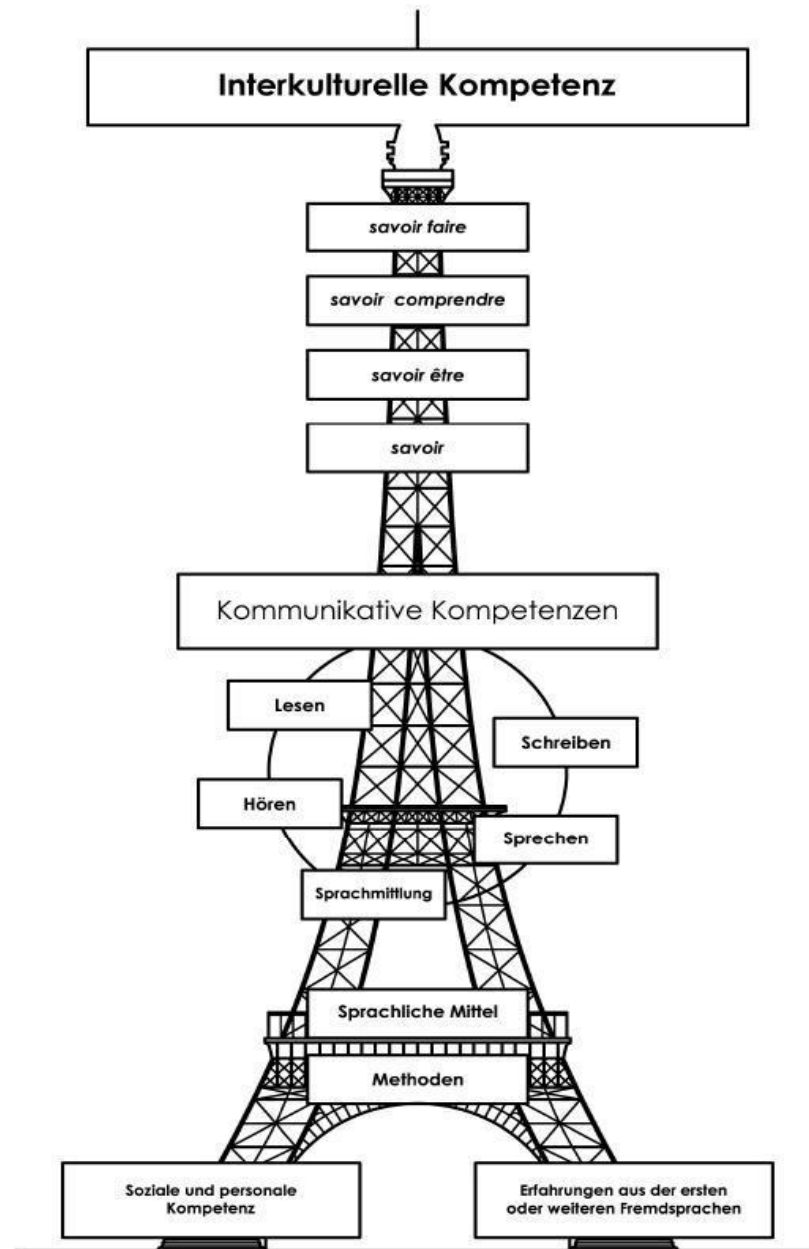 Interkulturelle Kompetenz
savoir faire
savoir comprendre
savoir être
savoir
Kommunikative Kompetenzen
Lesen
Schreiben
Hören
Sprechen
Sprachmittlung
Sprachliche Mittel
Methoden
Soziale und personale
Kompetenz
Erfahrungen aus der ersten
oder weiteren Fremdsprachen